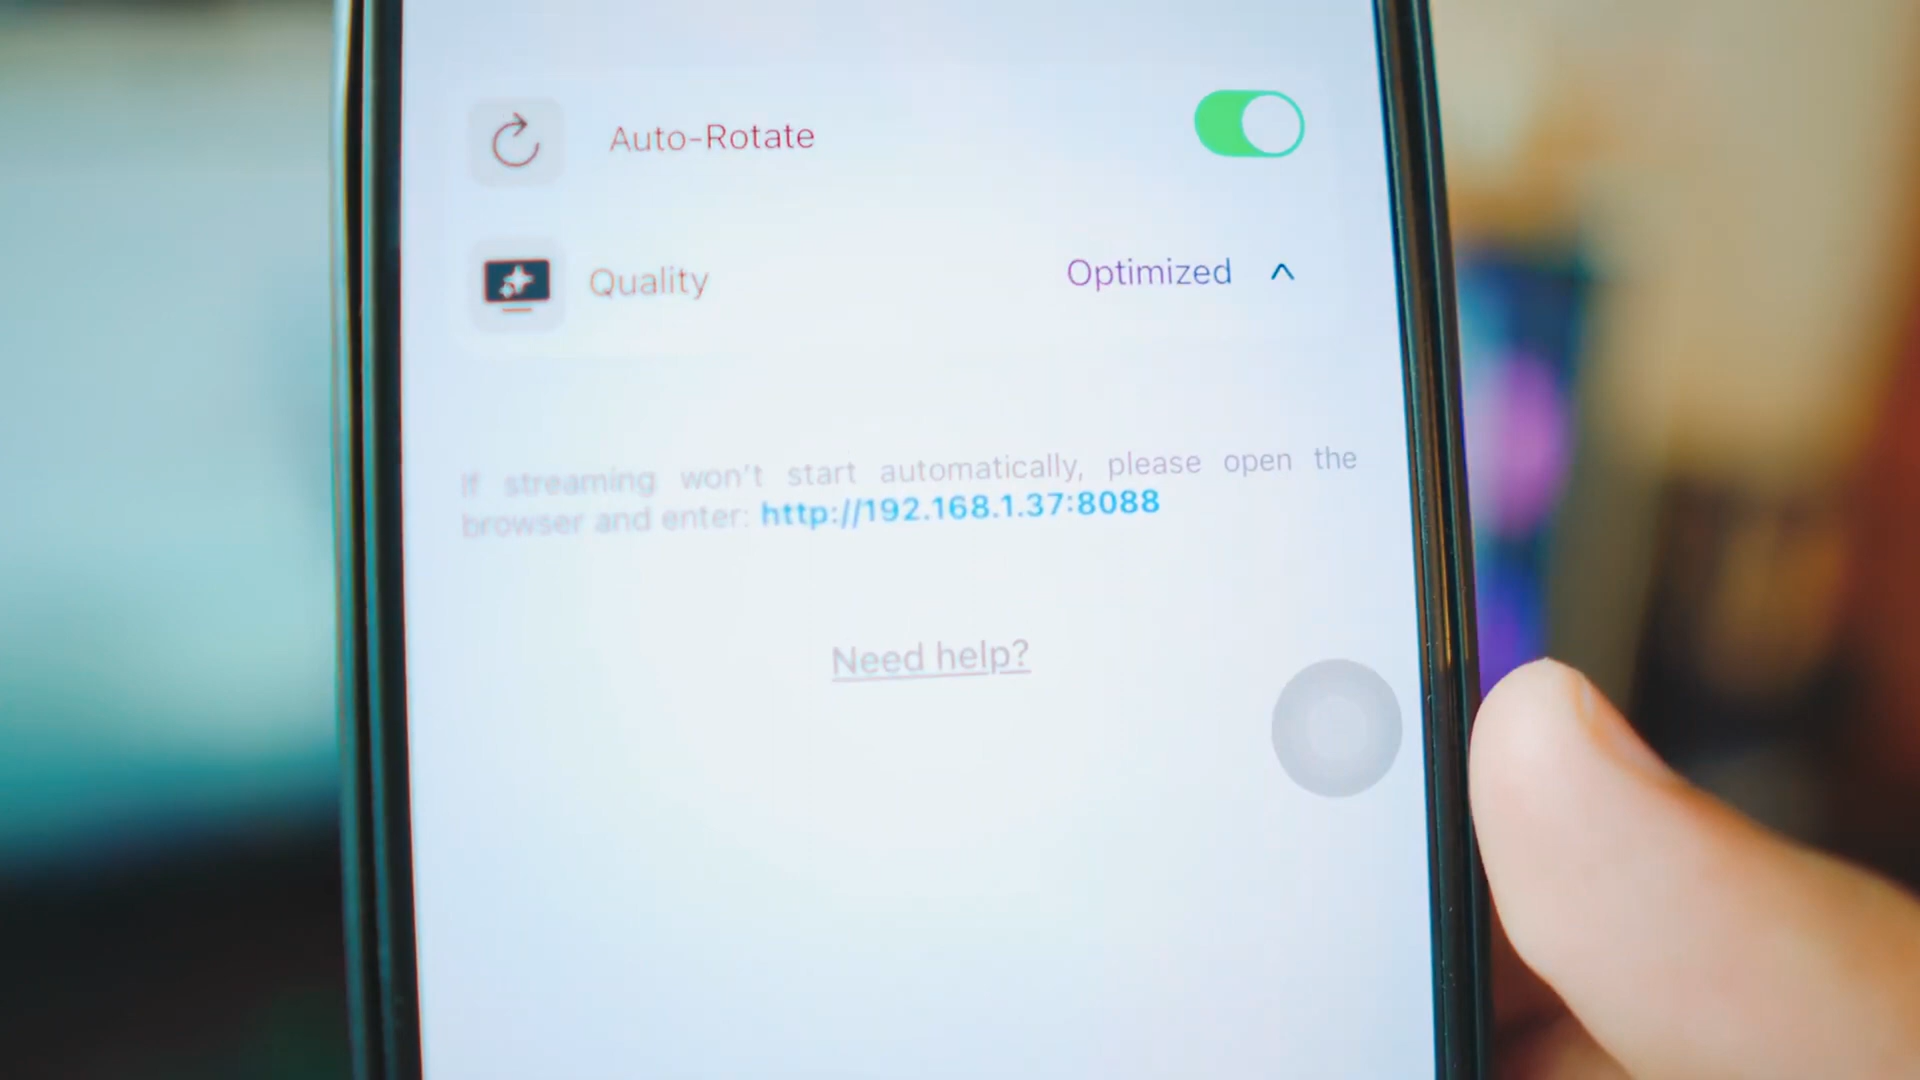 Auto-Rotate
Quality Optimized
If streaming won't start automatically, please open the
browser and enter: http://192.168.1.37:8088
Need help?